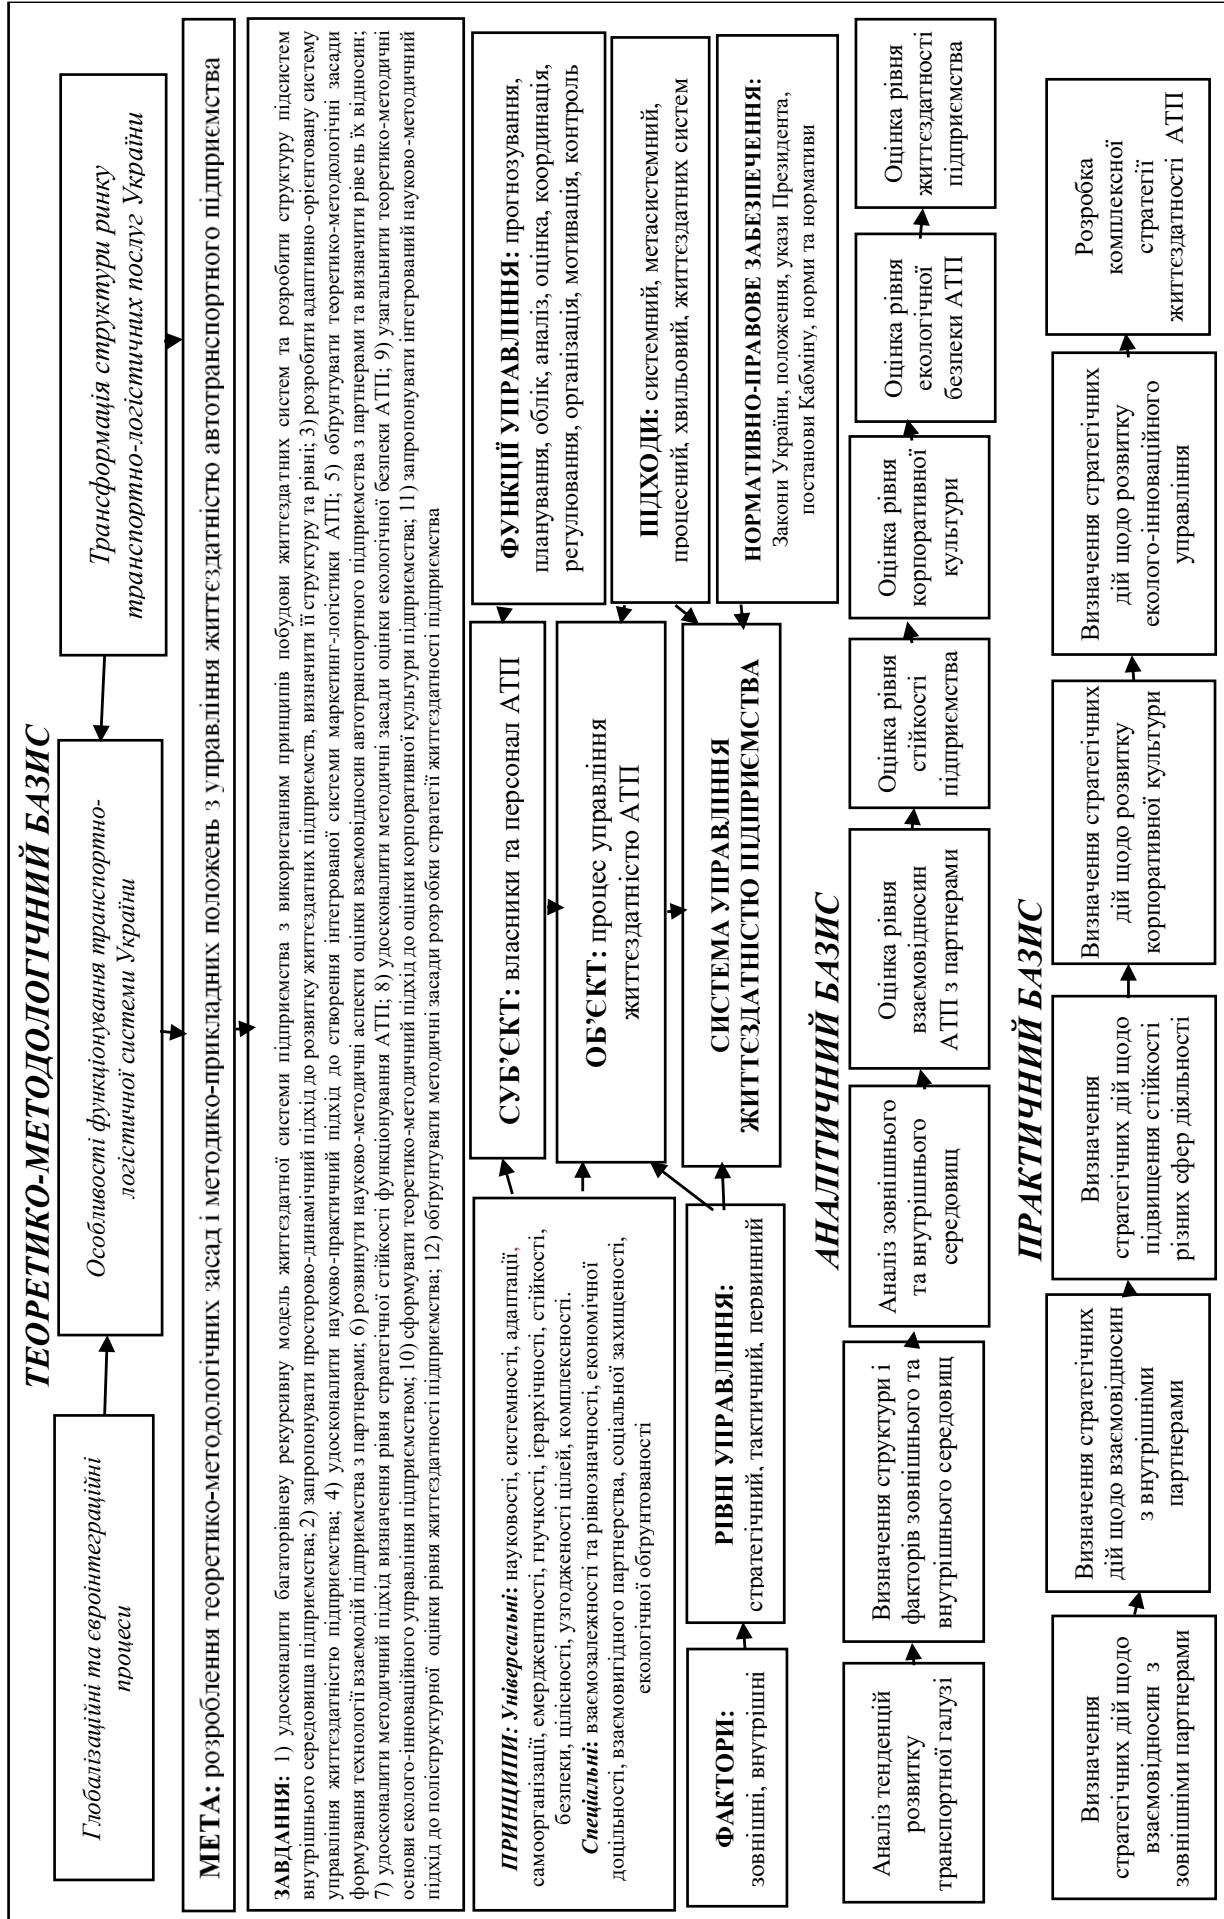 ТЕОРЕТИКО-МЕТОДОЛОГІЧНИЙ БАЗИС
Глобалізаційні та євроінтеграційні
процеси
Особливості функціонування транспортно-
логістичної системи України
Трансформація структури ринку
транспортно-логістичних послуг України
МЕТА: розроблення теоретико-методологічних засад і методико-прикладних положень з управління життєздатністю автотранспортного підприємства
ЗАВДАННЯ: 1) удосконалити багаторівневу рекурсивну модель життєздатної системи підприємства з використанням принципів побудови життєздатних систем та розробити структуру підсистем
внутрішнього середовища підприємства; 2) запропонувати просторово-динамічний підхід до розвитку життєздатних підприємств, визначити її структуру та рівні; 3) розробити адаптивно-орієнтовану систему
управління життєздатністю підприємства; 4) удосконалити науково-практичний підхід до створення інтегрованої системи маркетинг-логістики АТП; 5) обґрунтувати теоретико-методологічні засади
формування технології взаємодій підприємства з партнерами; 6) розвинути науково-методичні аспекти оцінки взаємовідносин автотранспортного підприємства з партнерами та визначити рівень їх відносин;
7) удосконалити методичний підхід визначення рівня стратегічної стійкості функціонування АТП; 8) удосконалити методичні засади оцінки екологічної безпеки АТП; 9) узагальнити теоретико-методичні
основи еколого-інноваційного управління підприємством; 10) сформувати теоретико-методичний підхід до оцінки корпоративної культури підприємства; 11) запропонувати інтегрований науково-методичний
підхід до полiструктурної оцінки рівня життєздатності підприємства; 12) обґрунтувати методичні засади розробки стратегії життєздатності підприємства
ПРИНЦИПИ: Універсальні: науковості, системності, адаптації,
самоорганізації, емерджентності, гнучкості, ієрархічності, стійкості,
безпеки, цілісності, узгодженості цілей, комплексності.
Спеціальні: взаємозалежності та рівнозначності, економічної
доцільності, взаємовигідного партнерства, соціальної захищеності,
екологічної обґрунтованості
СУБ’ЄКТ: власники та персонал АТП
ФУНКЦІЇ УПРАВЛІННЯ: прогнозування,
планування, облік, аналіз, оцінка, координація,
регулювання, організація, мотивація, контроль
ОБ’ЄКТ: процес управління
життєздатністю АТП
ПІДХОДИ: системний, метасистемний,
процесний, хвильовий, життєздатних систем
ФАКТОРИ:
зовнішні, внутрішні
РІВНІ УПРАВЛІННЯ:
стратегічний, тактичний, первинний
СИСТЕМА УПРАВЛІННЯ
ЖИТТЄЗДАТНІСТЮ ПІДПРИЄМСТВА
НОРМАТИВНО-ПРАВОВЕ ЗАБЕЗПЕЧЕННЯ:
Закони України, положення, укази Президента,
постанови Кабміну, норми та нормативи
АНАЛІТИЧНИЙ БАЗИС
Аналіз тенденцій
розвитку
транспортної галузі
Визначення структури і
факторів зовнішнього та
внутрішнього середовищ
Аналіз зовнішнього
та внутрішнього
середовищ
Оцінка рівня
взаємовідносин
АТП з партнерами
Оцінка рівня
стійкості
підприємства
Оцінка рівня
корпоративної
культури
Оцінка рівня
екологічної
безпеки АТП
Оцінка рівня
життєздатності
підприємства
ПРАКТИЧНИЙ БАЗИС
Визначення
стратегічних дій щодо
взаємовідносин з
зовнішніми партнерами
Визначення стратегічних
дій щодо взаємовідносин
з внутрішніми
партнерами
Визначення
стратегічних дій щодо
підвищення стійкості
різних сфер діяльності
Визначення стратегічних
дій щодо розвитку
корпоративної культури
Визначення стратегічних
дій щодо розвитку
еколого-інноваційного
управління
Розробка
комплексної
стратегії
життєздатності АТП